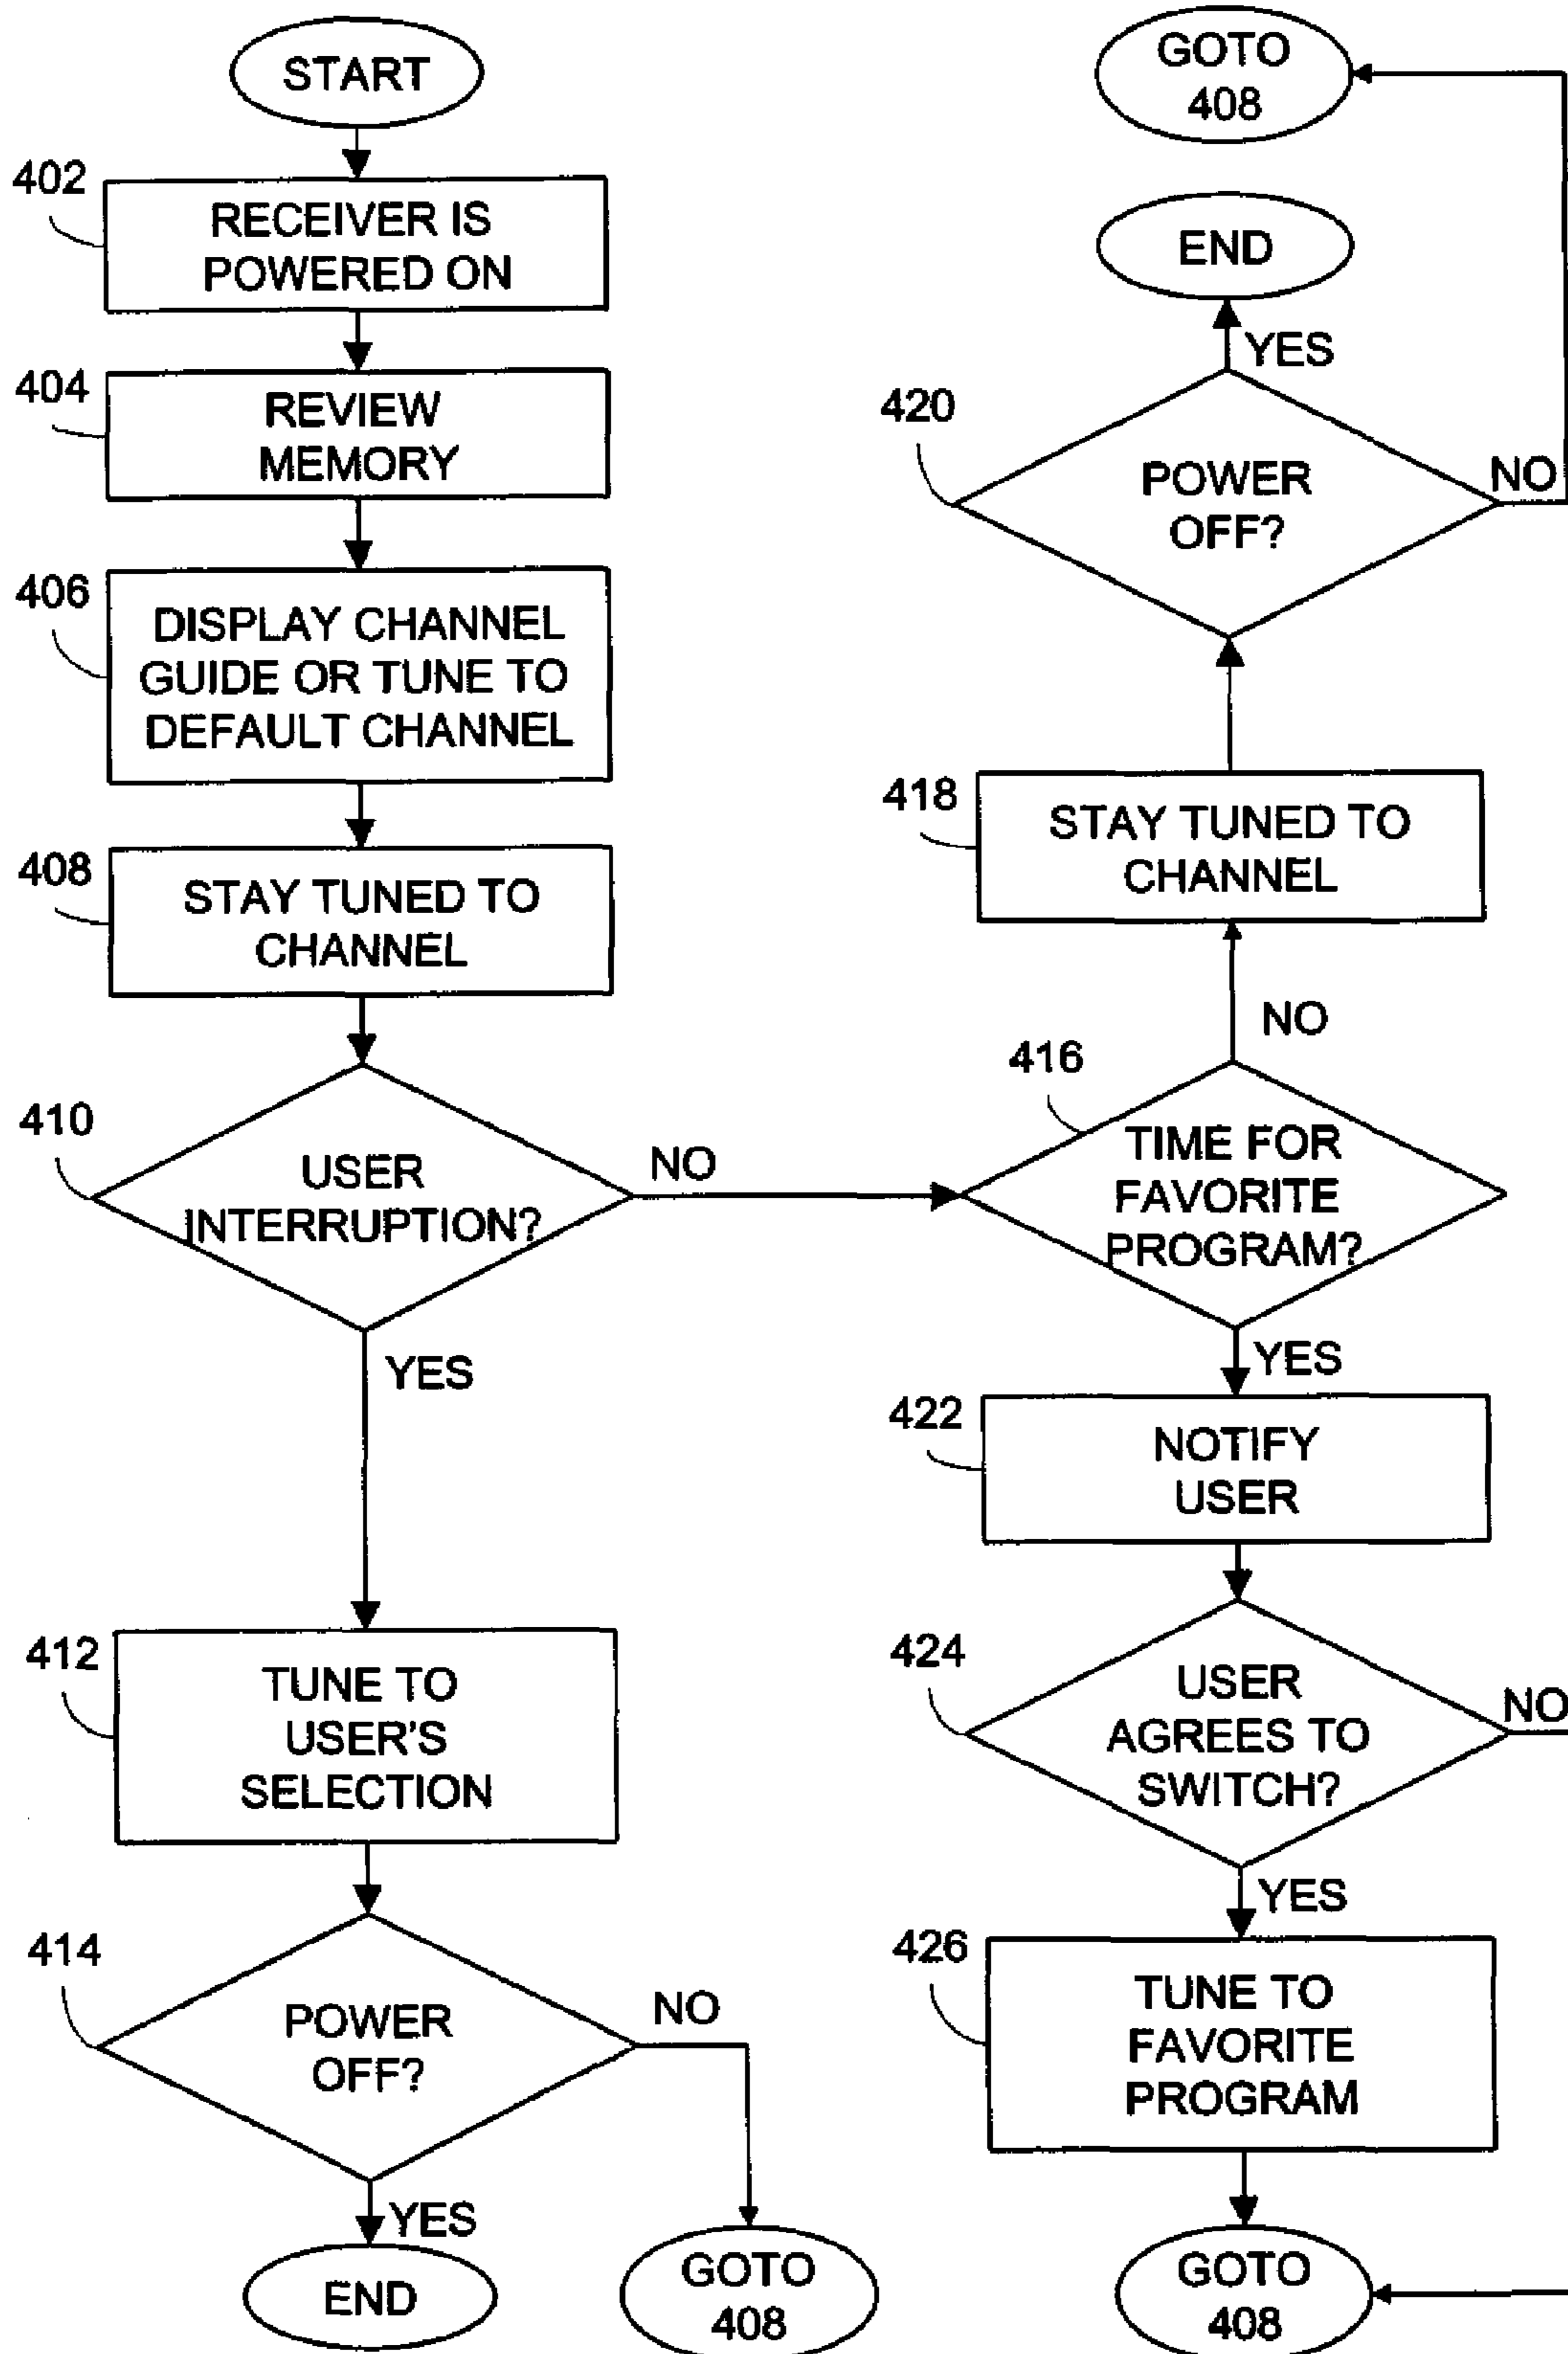 START
402
RECEIVER IS
POWERED ON
404
REVIEW
MEMORY
406
DISPLAY CHANNEL
GUIDE OR TUNE TO
DEFAULT CHANNEL
408
STAY TUNED TO
CHANNEL
410
USER
INTERRUPTION?
NO
YES
412
TUNE TO
USER'S
SELECTION
414
POWER
OFF?
NO
YES
END
GOTO
408
GOTO
408
END
YES
420
POWER
OFF?
NO
418
STAY TUNED TO
CHANNEL
NO
416
TIME FOR
FAVORITE
PROGRAM?
YES
422
NOTIFY
USER
424
USER
AGREES TO
SWITCH?
NO
YES
426
TUNE TO
FAVORITE
PROGRAM
GOTO
408